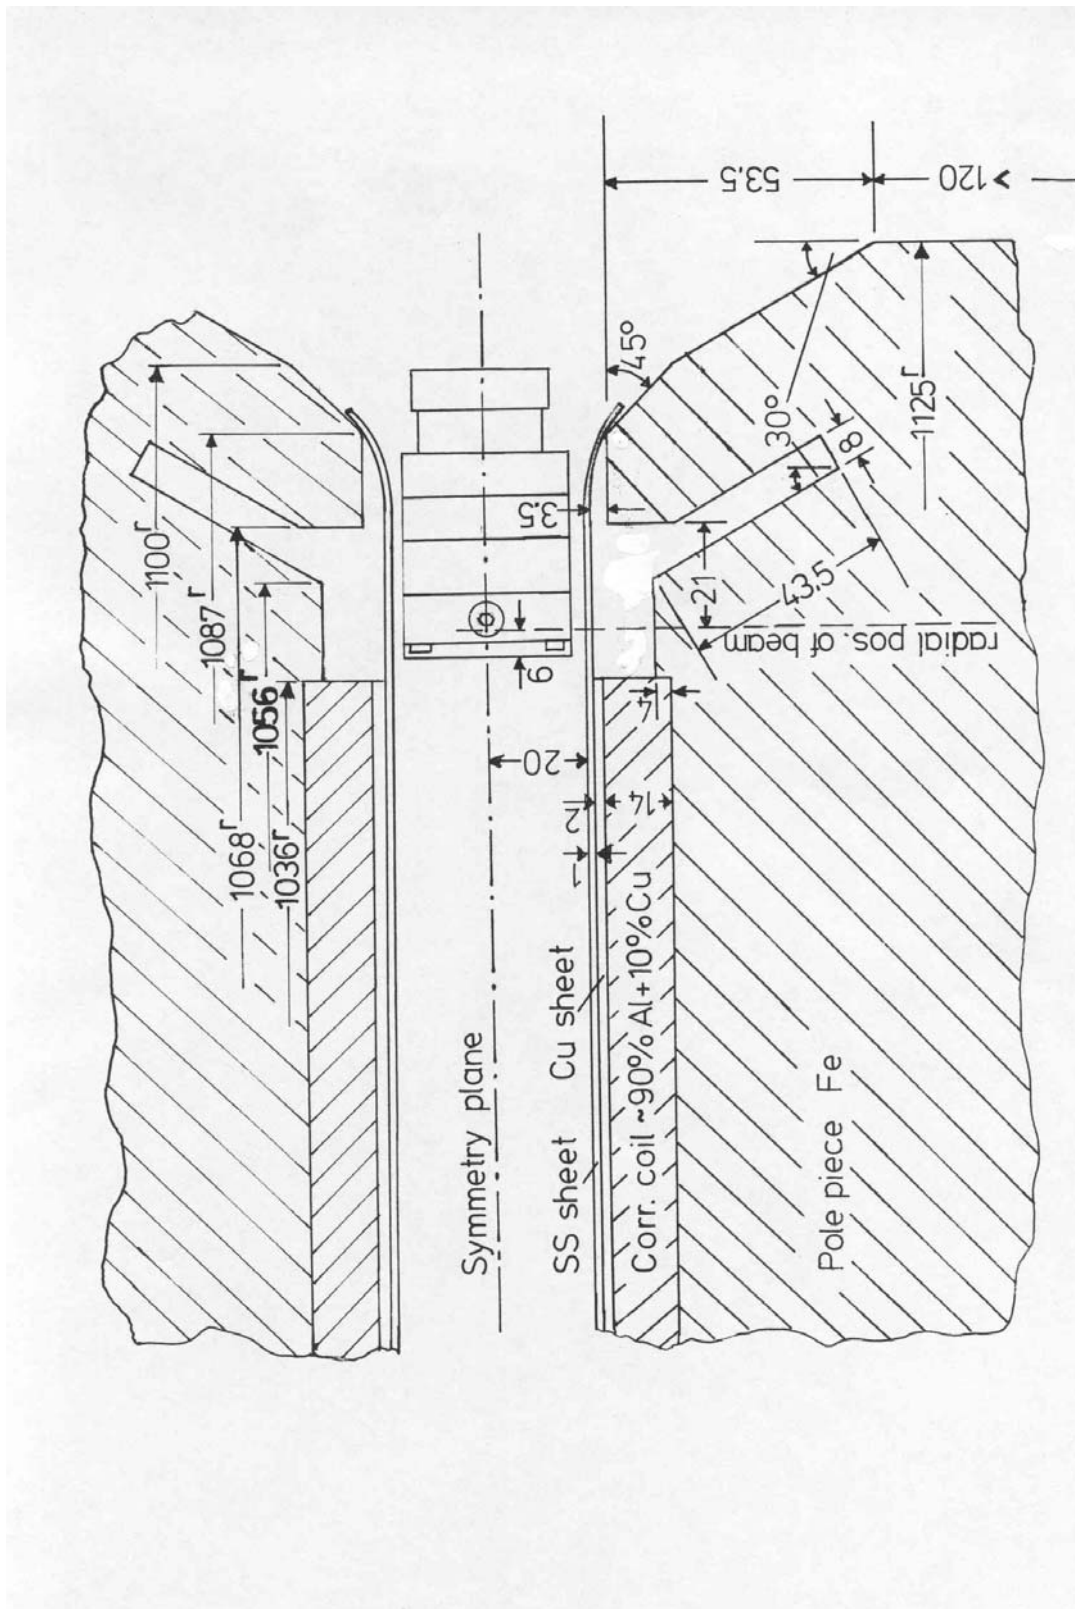 53.5
> 120
45°
30°
8
1125ʳ
3.5
21
43.5
radial pos. of beam
6
4
20
2
14
1
1100ʳ
1087ʳ
1056ʳ
1068ʳ
1036ʳ
Symmetry plane
SS sheet Cu sheet
Corr. coil ~90% Al+10%Cu
Pole piece Fe